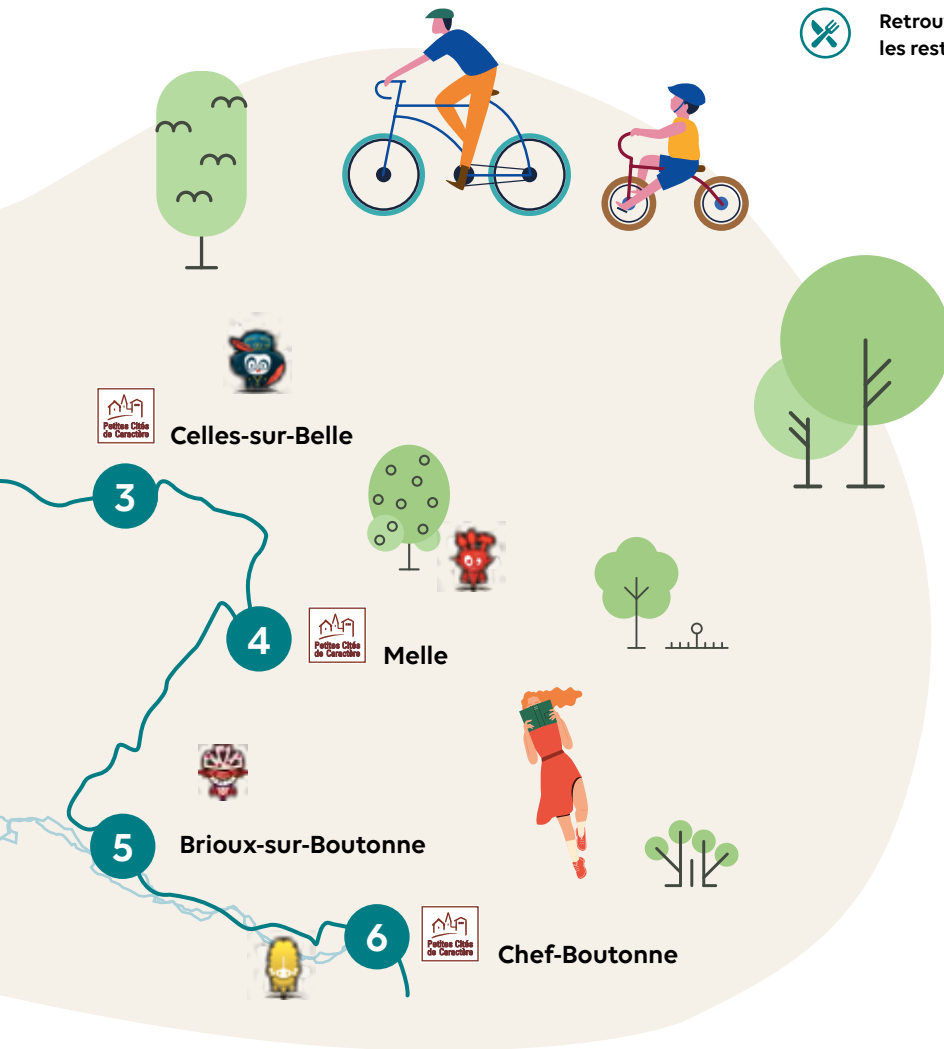 Retrou
les rest
Petites Cités
de Caractère
Celles-sur-Belle
3
4
Petites Cités
de Caractère
Melle
5
Brioux-sur-Boutonne
6
Petites Cités
de Caractère
Chef-Boutonne